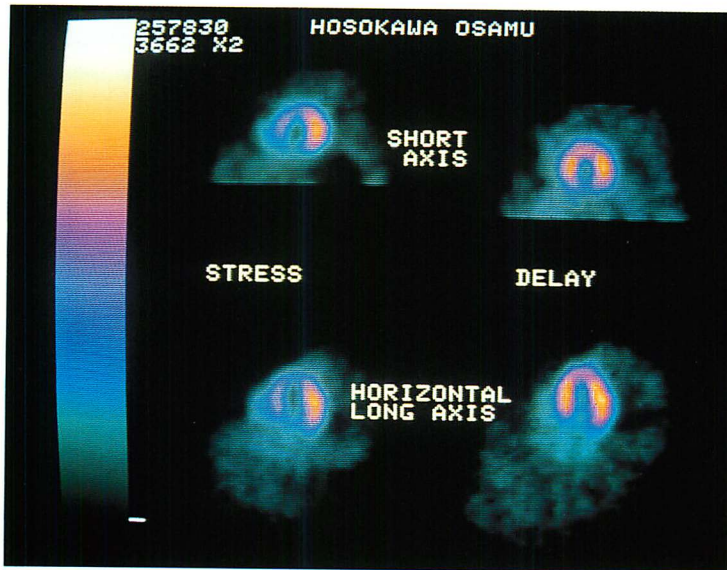 257830
3662 X2
HOSOKAWA OSAMU
SHORT
AXIS
STRESS
DELAY
HORIZONTAL
LONG AXIS